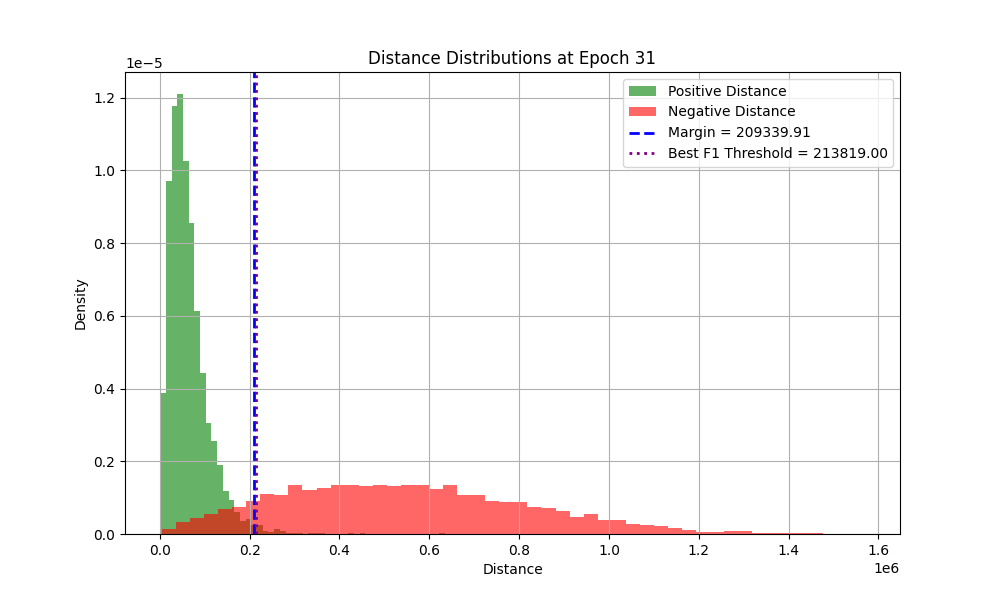 Distance Distributions at Epoch 31
1e−5
Positive Distance
Negative Distance
Margin = 209339.91
Best F1 Threshold = 213819.00
1.2
1.0
0.8
0.6
0.4
0.2
0.0
Density
0.0 0.2 0.4 0.6 0.8 1.0 1.2 1.4 1.6
Distance
1e6